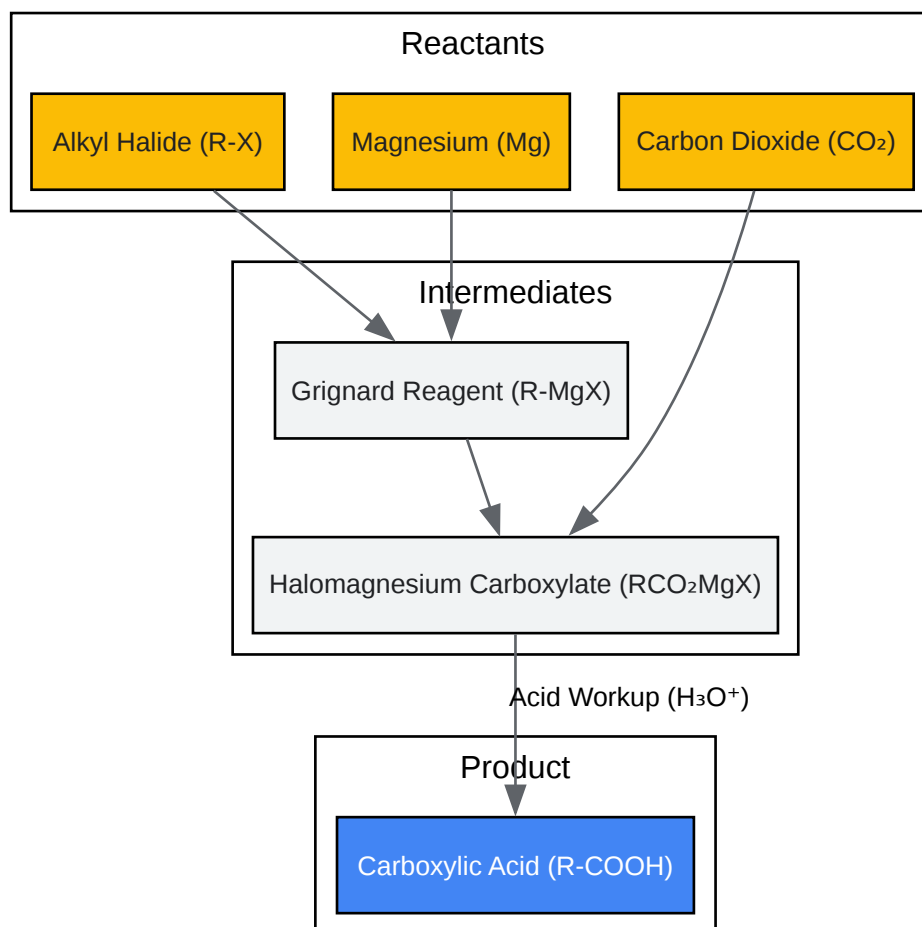 Reactants
Alkyl Halide (R-X)
Magnesium (Mg)
Carbon Dioxide (CO₂)
Intermediates
Grignard Reagent (R-MgX)
Halomagnesium Carboxylate (RCO₂MgX)
Acid Workup (H₃O⁺)
Product
Carboxylic Acid (R-COOH)